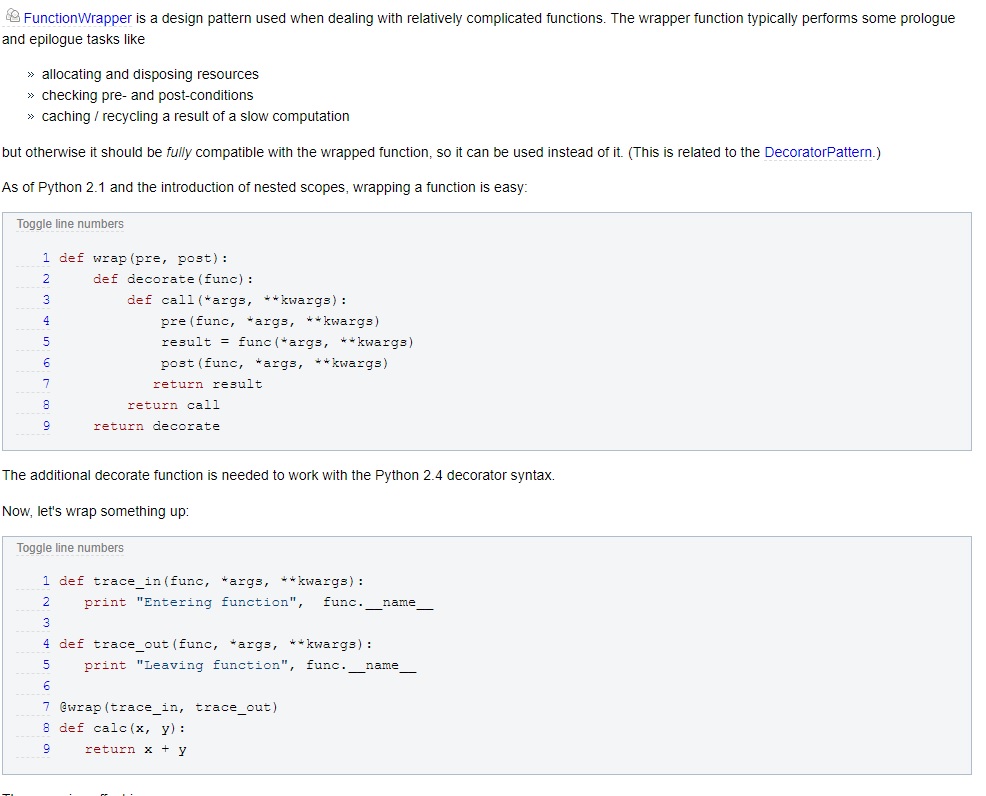 FunctionWrapper is a design pattern used when dealing with relatively complicated functions. The wrapper function typically performs some prologue
and epilogue tasks like
» allocating and disposing resources
» checking pre- and post-conditions
» caching / recycling a result of a slow computation
but otherwise it should be fully compatible with the wrapped function, so it can be used instead of it. (This is related to the DecoratorPattern.)
As of Python 2.1 and the introduction of nested scopes, wrapping a function is easy:
Toggle line numbers
1 def wrap(pre, post):
2     def decorate(func):
3         def call(*args, **kwargs):
4             pre(func, *args, **kwargs)
5             result = func(*args, **kwargs)
6             post(func, *args, **kwargs)
7            return result
8         return call
9     return decorate
The additional decorate function is needed to work with the Python 2.4 decorator syntax.
Now, let's wrap something up:
Toggle line numbers
1 def trace_in(func, *args, **kwargs):
2    print "Entering function",  func.__name__
3
4 def trace_out(func, *args, **kwargs):
5    print "Leaving function", func.__name__
6
7 @wrap(trace_in, trace_out)
8 def calc(x, y):
9    return x + y